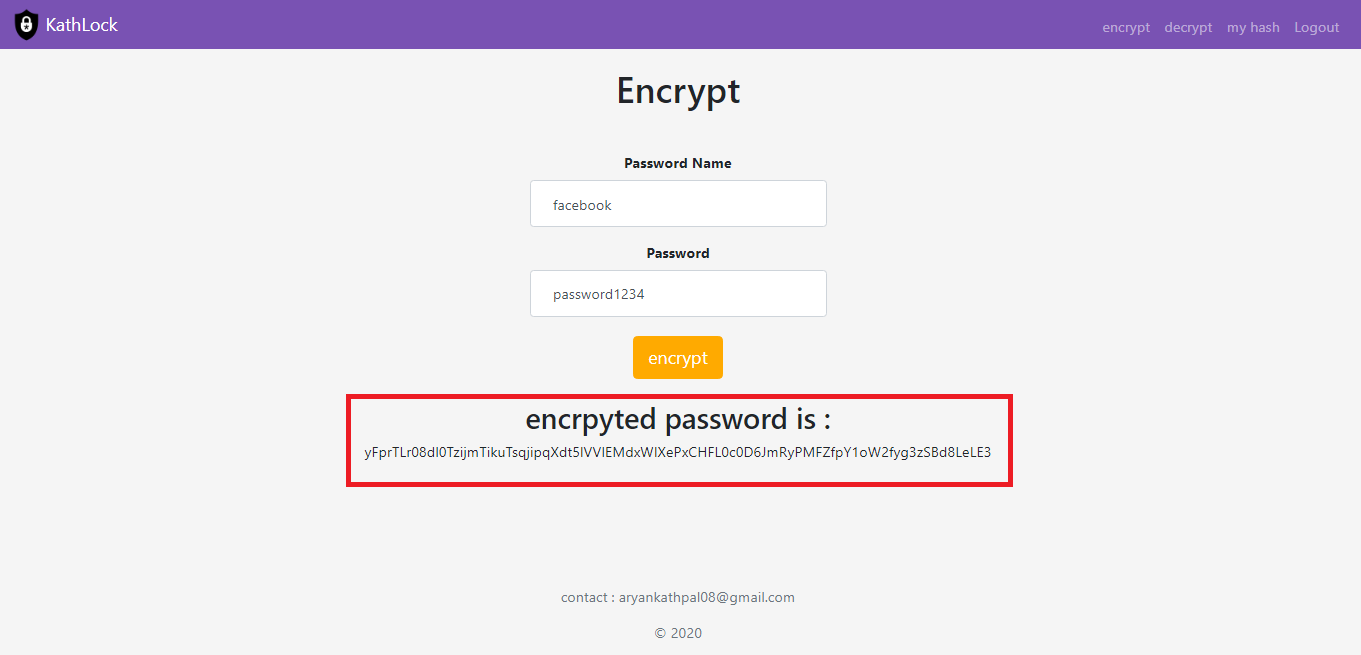 KathLock
encrypt decrypt my hash Logout
Encrypt
Password Name
facebook
Password
password1234
encrypt
encrpyted password is :
yFprTLr08dI0TzijmTikuTsqjipqXdt5lVVIEMdxWlXePxCHFL0c0D6JmRyPMFZfpY1oW2fyg3zSBd8LeLE3
contact : aryankathpal08@gmail.com
© 2020